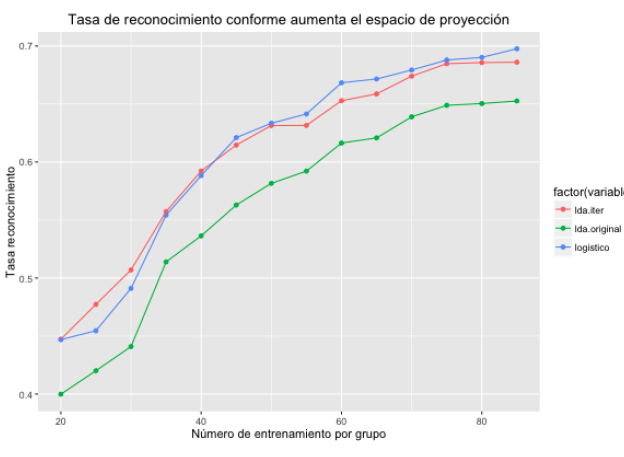 Tasa de reconocimiento conforme aumenta el espacio de proyección
Tasa reconocimiento
0.7
0.6
0.5
0.4
20
40
60
80
Número de entrenamiento por grupo
factor(variable
lda.iter
lda.original
logistico